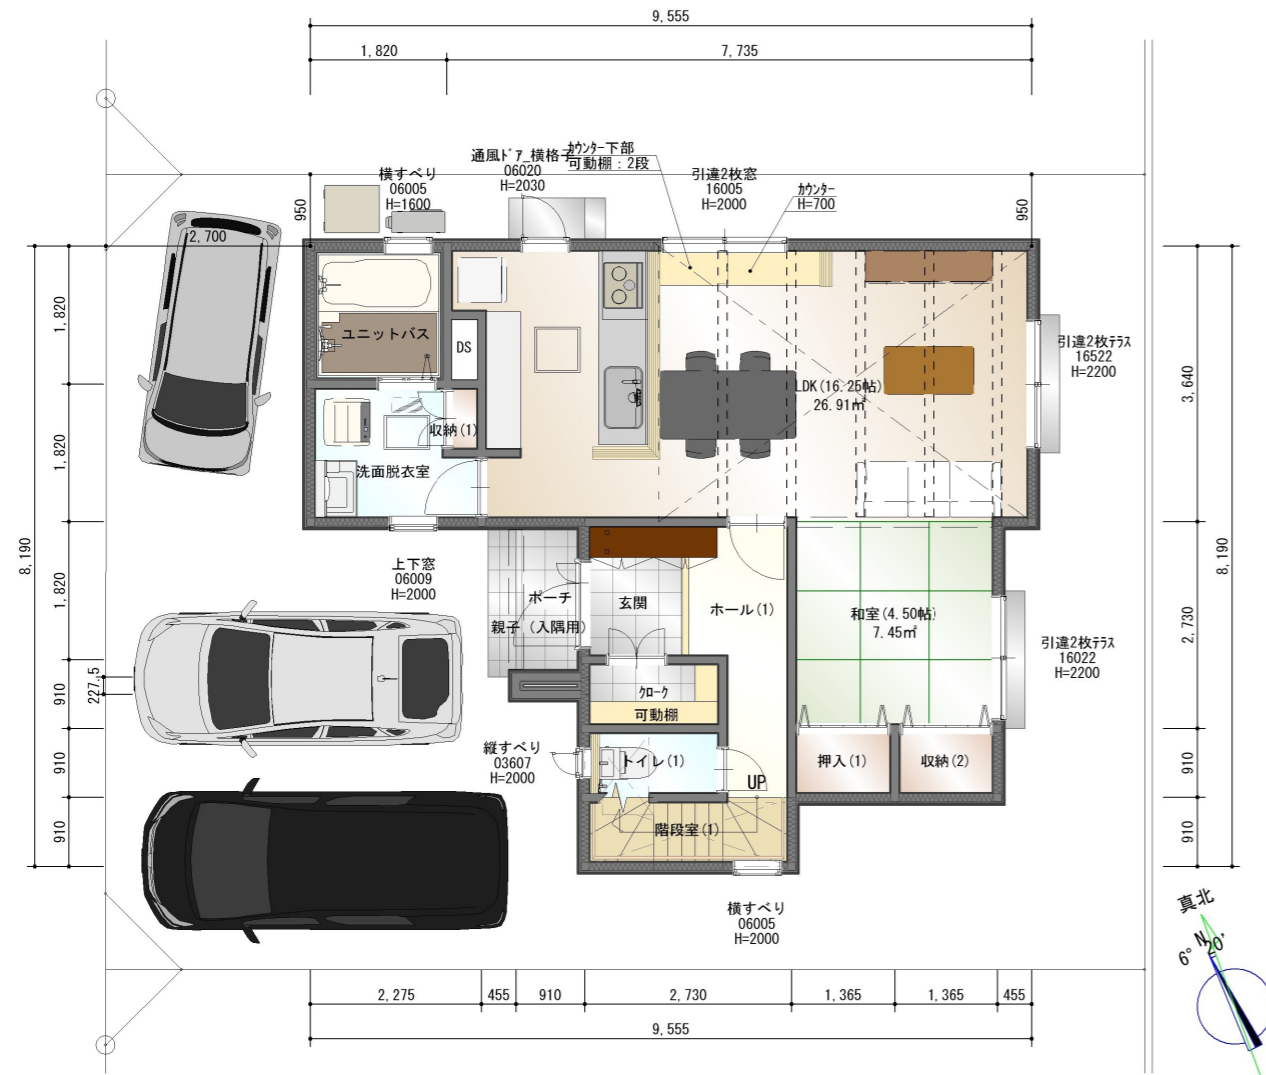 9,555
1,820
7,735
通風ﾄﾞｱ_横格子
06020
H=2030
ｶｳﾝﾀｰ下部
可動棚：2段
横すべり
06005
H=1600
引違2枚窓
16005
H=2000
ｶｳﾝﾀｰ
H=700
950
950
2,700
1,820
ユニットバス
DS
LDK(16.25帖)
26.91㎡
引違2枚ﾃﾗｽ
16522
H=2200
3,640
収納(1)
1,820
洗面脱衣室
8,190
8,190
上下窓
06009
H=2000
1,820
ポーチ
親子（入隅用）
玄関
ホール(1)
和室(4.50帖)
7.45㎡
2,730
引違2枚ﾃﾗｽ
16022
H=2200
910
227.5
ｸﾛｰｸ
可動棚
縦すべり
03607
H=2000
910
トイレ(1)
UP
押入(1)
収納(2)
910
910
階段室(1)
910
横すべり
06005
H=2000
真北
N
6° 20'
2,275
455
910
2,730
1,365
1,365
455
9,555